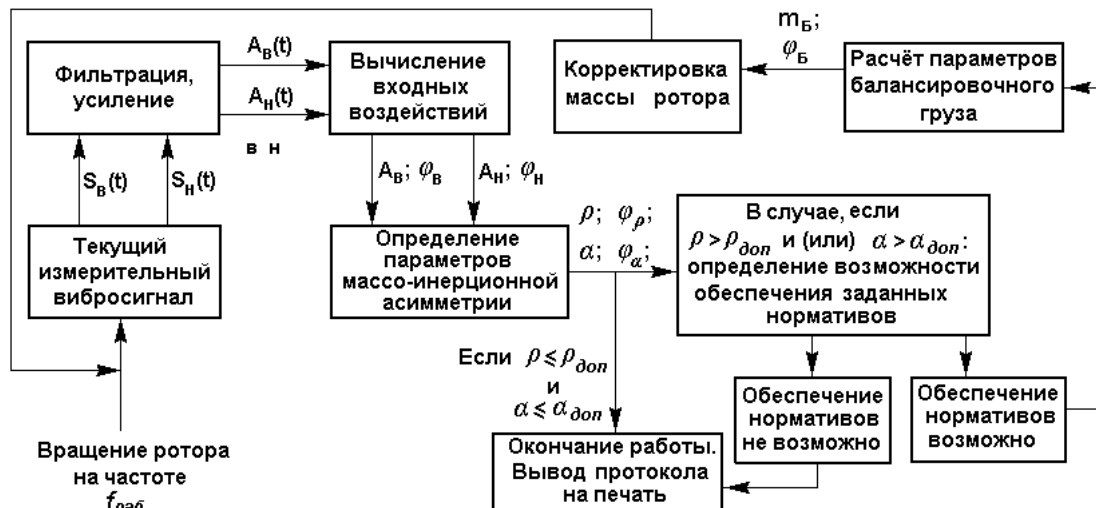 Фильтрация,
усиление
A_В(t)
A_Н(t)
в н
Вычисление
входных
воздействий
Корректировка
массы ротора
m_Б;
φ_Б
Расчёт параметров
балансировочного
груза
S_В(t)
S_Н(t)
A_В; φ_В
A_Н; φ_Н
Текущий
измерительный
вибросигнал
Определение
параметров
массо-инерционной
асимметрии
ρ; φ_ρ;
α; φ_α;
В случае, если
ρ > ρ_доп и (или) α > α_доп:
определение возможности
обеспечения заданных
нормативов
Если ρ ≤ ρ_доп
и
α ≤ α_доп
Обеспечение
нормативов
не возможно
Обеспечение
нормативов
возможно
Окончание работы.
Вывод протокола
на печать
Вращение ротора
на частоте
f_раб